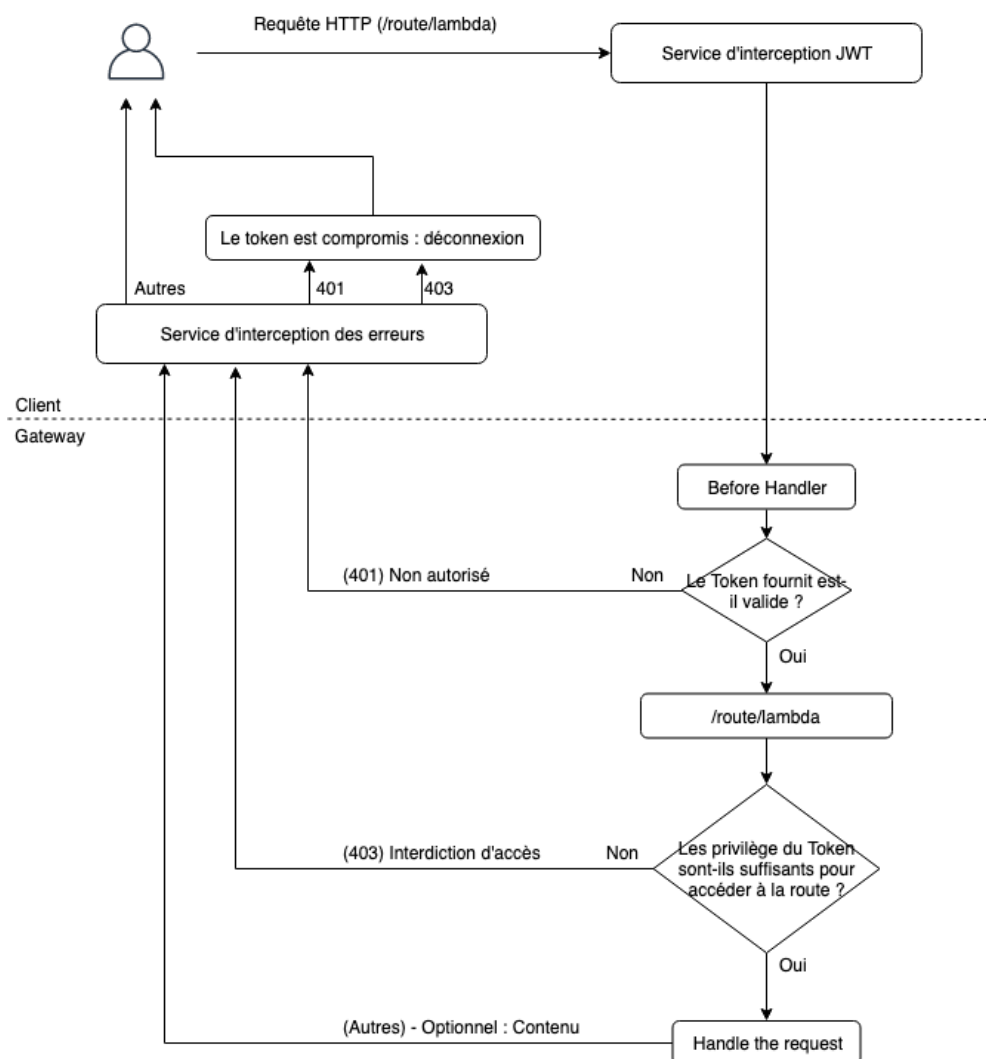 Requête HTTP (/route/lambda)
Service d'interception JWT
Le token est compromis : déconnexion
Autres
401
403
Service d'interception des erreurs
Client
Gateway
Before Handler
(401) Non autorisé
Non
Le Token fournit est-
il valide ?
Oui
/route/lambda
(403) Interdiction d'accès
Non
Les privilège du Token
sont-ils suffisants pour
accéder à la route ?
Oui
(Autres) - Optionnel : Contenu
Handle the request